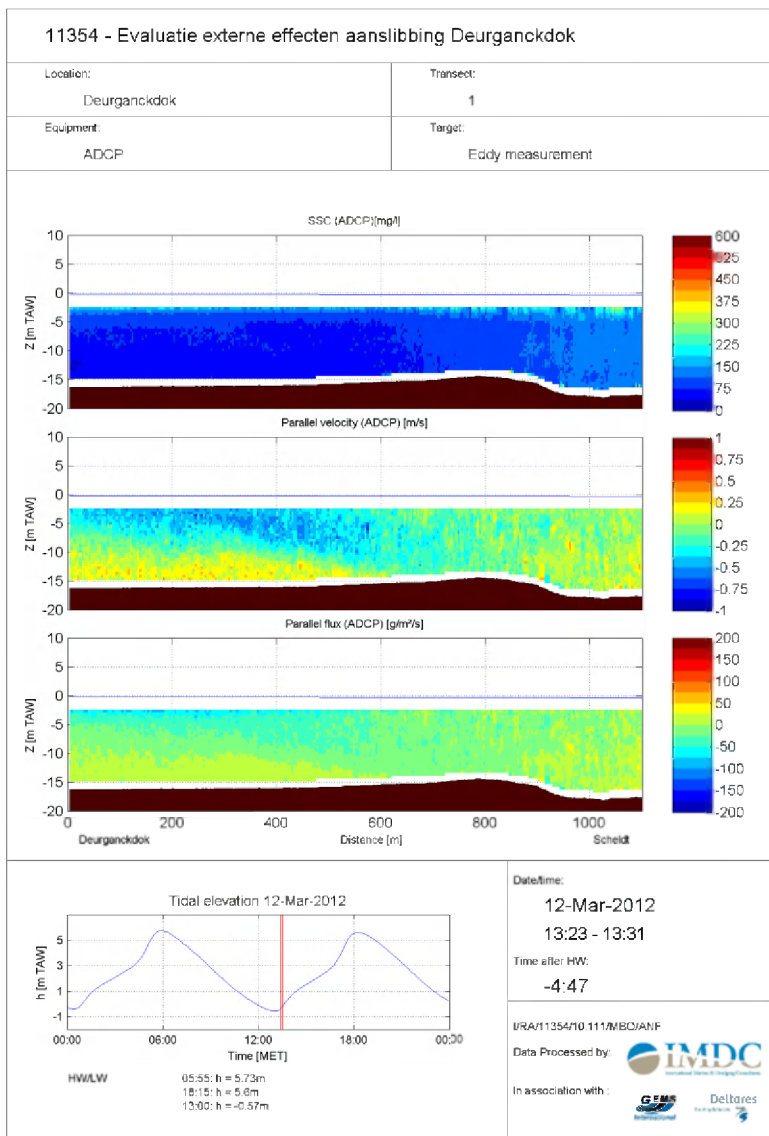 11354 - Evaluatie externe effecten aanslibbing Deurganckdok
Location:
Deurganckdok
Transect:
1
Equipment:
ADCP
Target:
Eddy measurement
SSC (ADCP)[mg/l]
10
5
0
-5
-10
-15
-20
Z [m TAW]
600
525
450
375
300
225
150
75
0
Parallel velocity (ADCP) [m/s]
10
5
0
-5
-10
-15
-20
Z [m TAW]
1
0.75
0.5
0.25
0
-0.25
-0.5
-0.75
-1
Parallel flux (ADCP) [g/m²/s]
10
5
0
-5
-10
-15
-20
Z [m TAW]
200
150
100
50
0
-50
-100
-150
-200
0 200 400 600 800 1000
Deurganckdok Distance [m] Scheldt
Tidal elevation 12-Mar-2012
h [m TAW]
5
3
1
-1
00:00 06:00 12:00 18:00 00:00
Time [MET]
HW/LW
05:55: h = 5.73m
18:15: h = 5.6m
13:00: h = -0.57m
Date/time:
12-Mar-2012
13:23 - 13:31
Time after HW:
-4:47
I/RA/11354/10.111/MBO/ANF
Data Processed by:
IMDC
International Marine & Dredging Consultants
In association with :
GEMS
International
Deltares